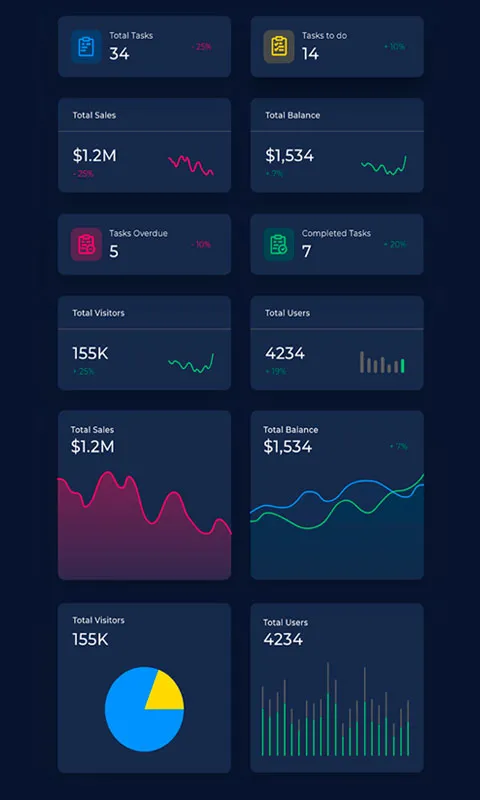 Total Tasks
34
- 25%
Tasks to do
14
+ 10%
Total Sales
$1.2M
- 25%
Total Balance
$1,534
+ 7%
Tasks Overdue
5
- 10%
Completed Tasks
7
+ 20%
Total Visitors
155K
+ 25%
Total Users
4234
+ 19%
Total Sales
$1.2M
Total Balance
$1,534
+ 7%
Total Visitors
155K
Total Users
4234